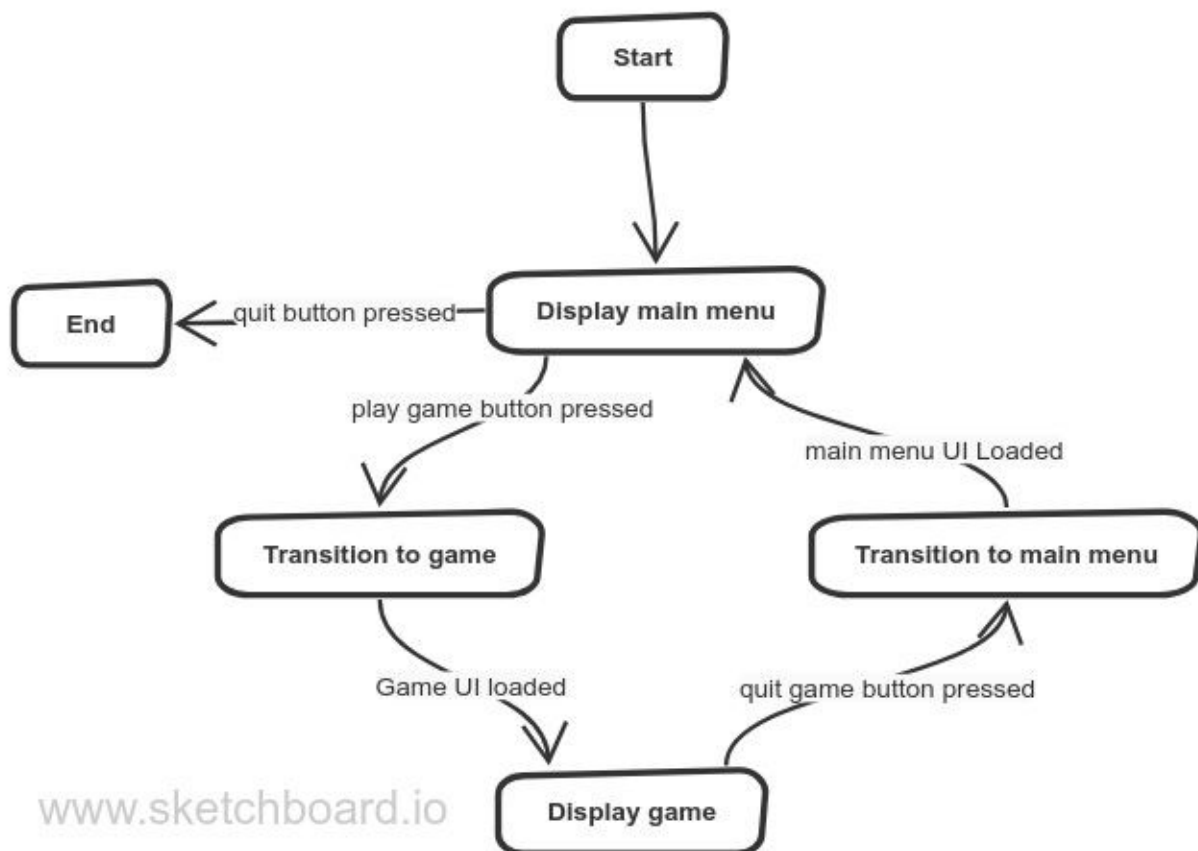 Start
End
quit button pressed
Display main menu
play game button pressed
main menu UI Loaded
Transition to game
Transition to main menu
Game UI loaded
quit game button pressed
Display game
www.sketchboard.io